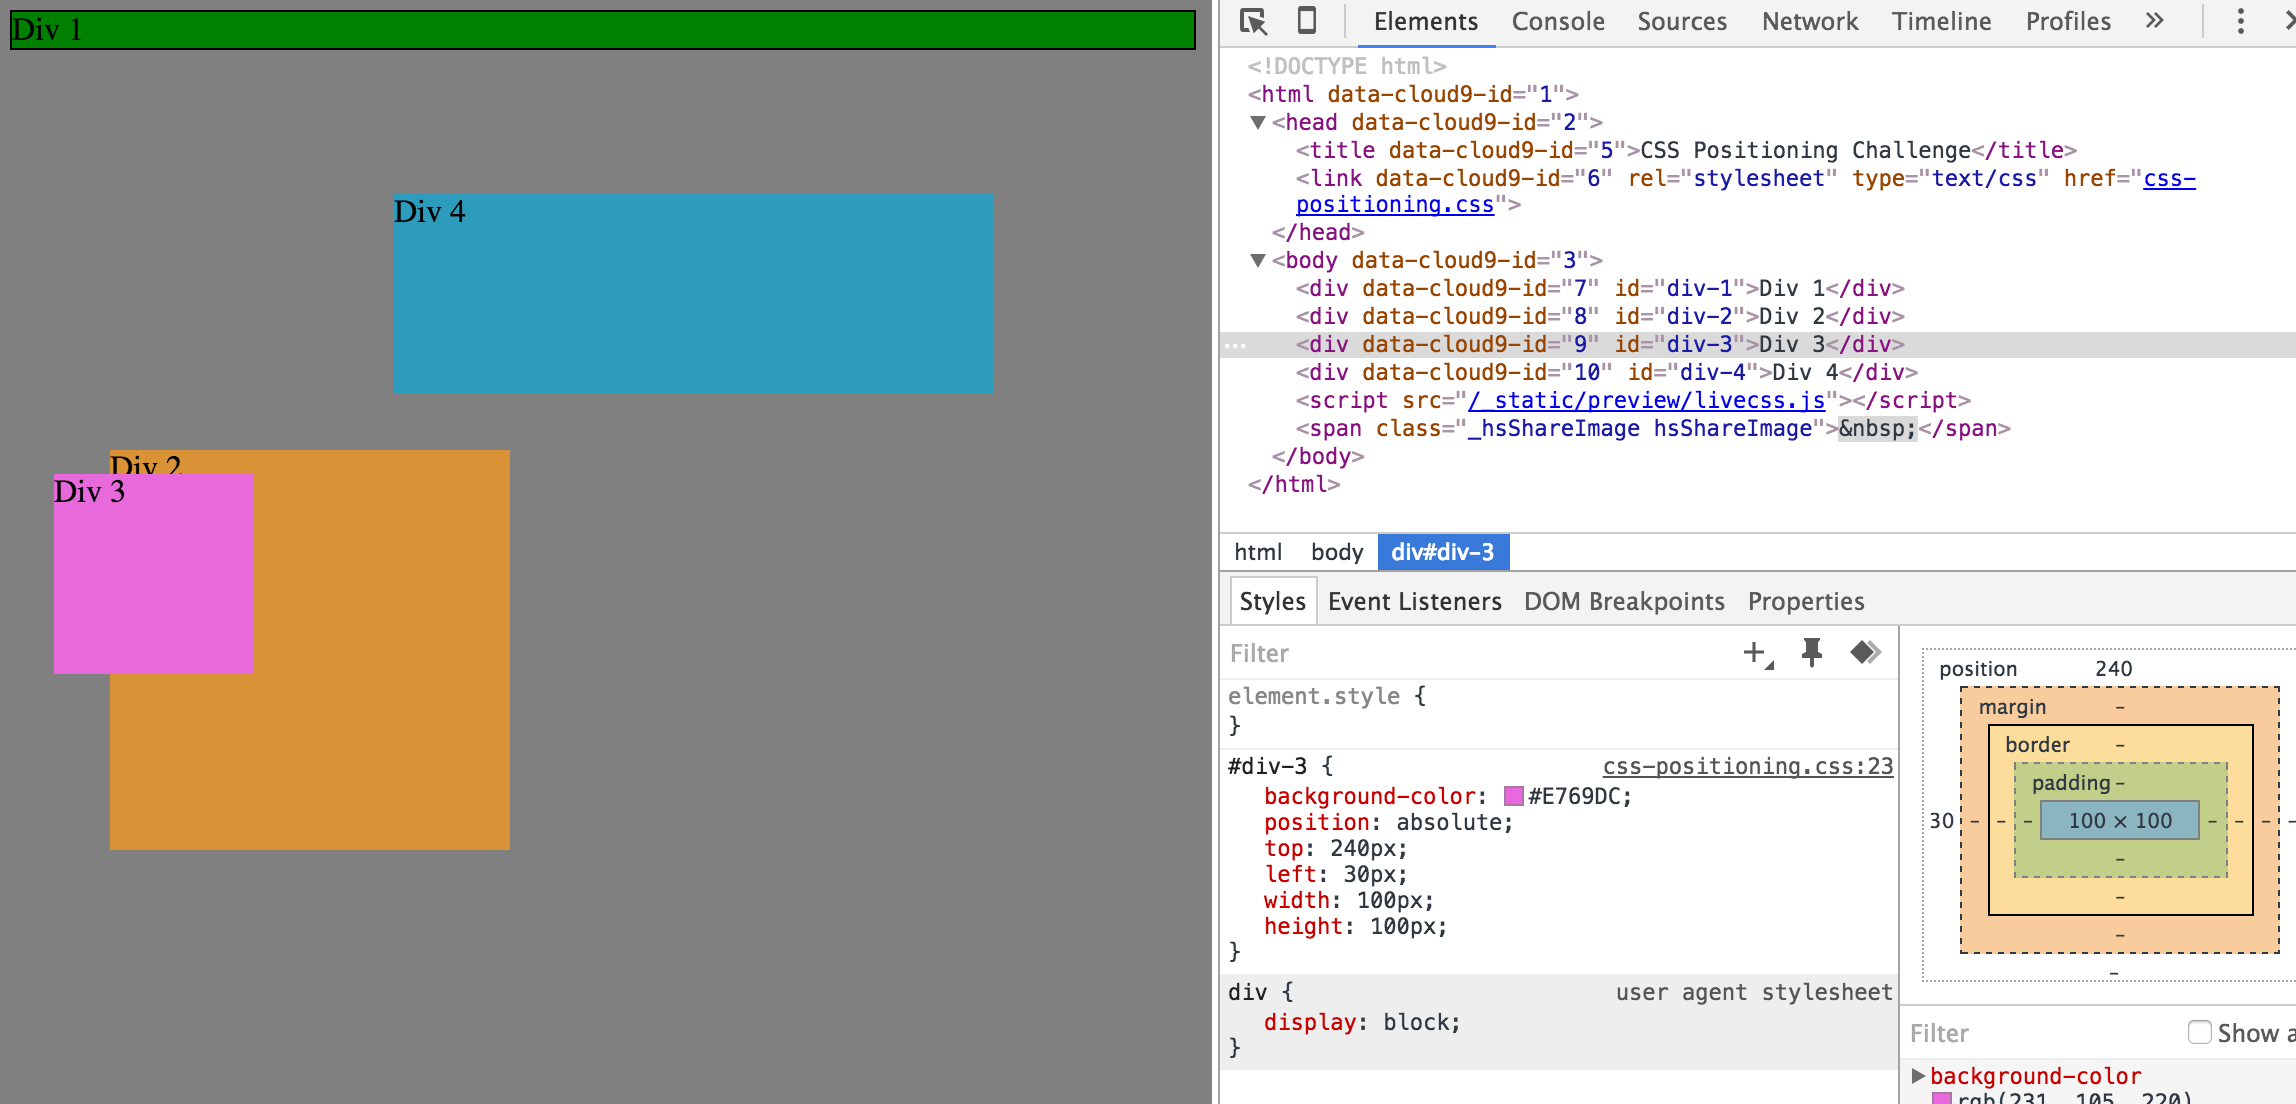 Div 1
Div 4
Div 2
Div 3
Elements Console Sources Network Timeline Profiles »
<!DOCTYPE html>
<html data-cloud9-id="1">
▼<head data-cloud9-id="2">
<title data-cloud9-id="5">CSS Positioning Challenge</title>
<link data-cloud9-id="6" rel="stylesheet" type="text/css" href="css-
positioning.css">
</head>
▼<body data-cloud9-id="3">
<div data-cloud9-id="7" id="div-1">Div 1</div>
<div data-cloud9-id="8" id="div-2">Div 2</div>
<div data-cloud9-id="9" id="div-3">Div 3</div>
<div data-cloud9-id="10" id="div-4">Div 4</div>
<script src="/_static/preview/livecss.js"></script>
<span class="_hsShareImage hsShareImage">&nbsp;</span>
</body>
</html>
html body div#div-3
Styles Event Listeners DOM Breakpoints Properties
Filter
element.style {
}
#div-3 { css-positioning.css:23
background-color: #E769DC;
position: absolute;
top: 240px;
left: 30px;
width: 100px;
height: 100px;
}
div { user agent stylesheet
display: block;
}
position 240
margin –
border –
padding –
30 – – – 100 × 100 – – – –
–
–
–
–
Filter Show a
background-color
rgb(231, 105, 220)